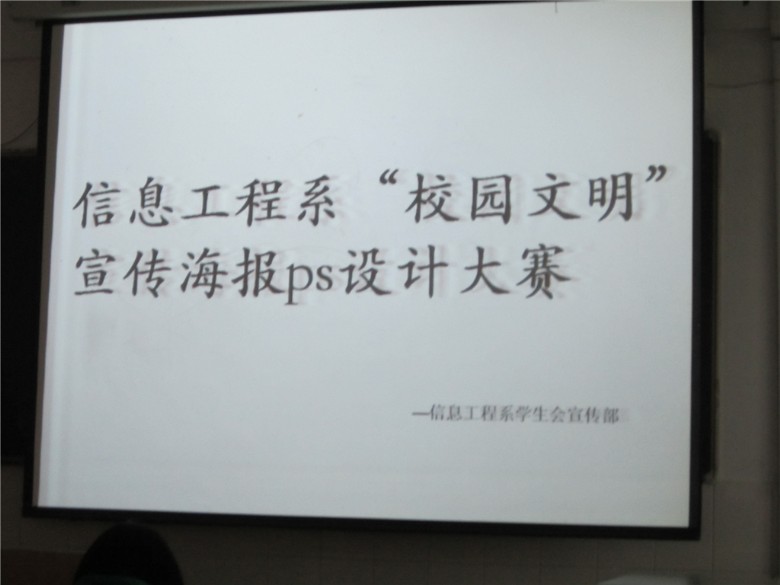 信息工程系“校园文明”
宣传海报ps设计大赛
—信息工程系学生会宣传部